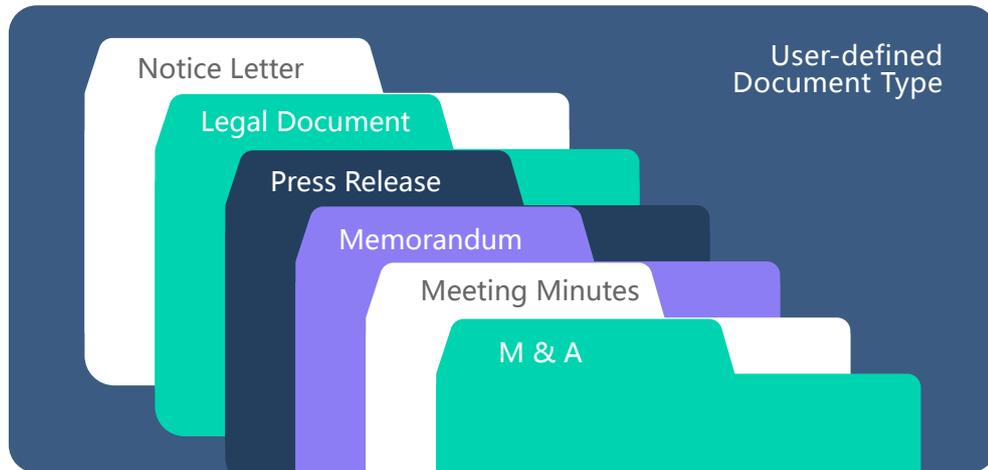 User-defined
Document Type
Notice Letter
Legal Document
Press Release
Memorandum
Meeting Minutes
M & A